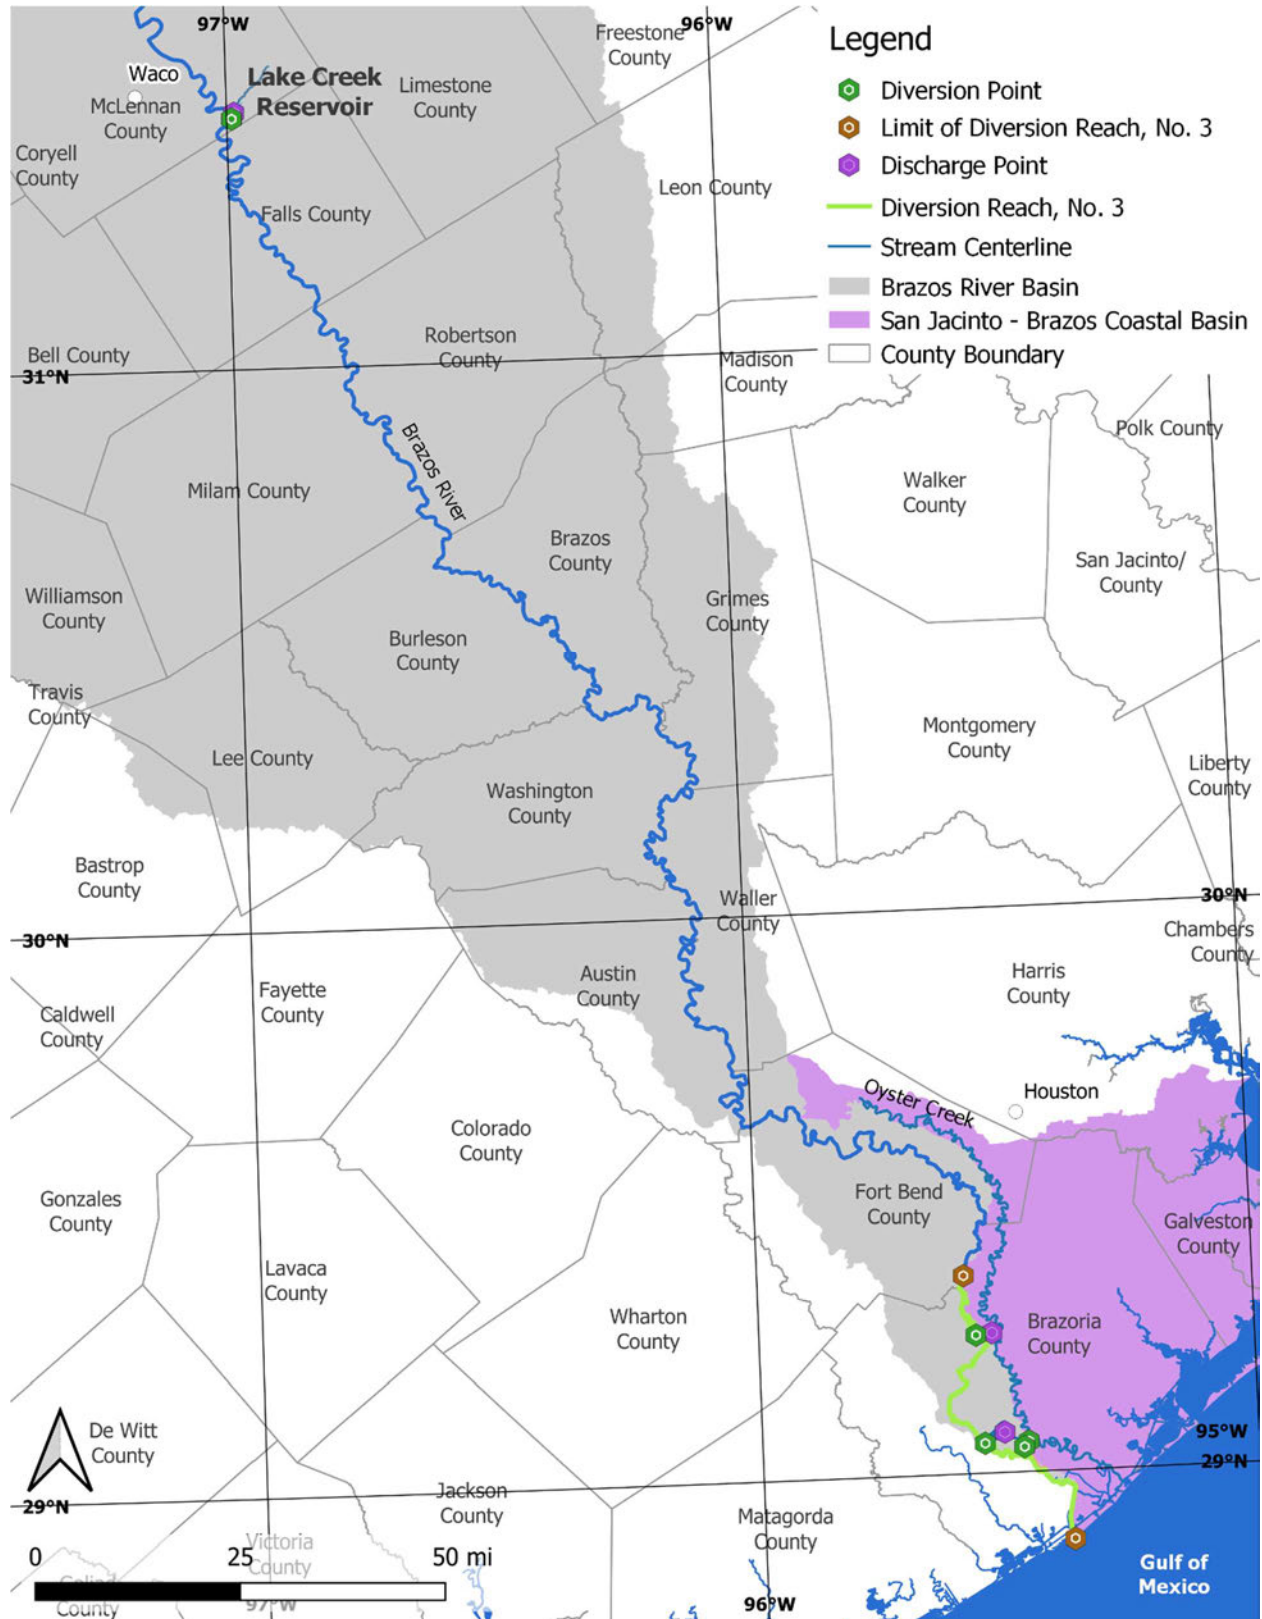 97°W
96°W
Freestone
County
Legend
Waco
Lake Creek
Reservoir
Limestone
County
McLennan
County
Diversion Point
Limit of Diversion Reach, No. 3
Discharge Point
Coryell
County
Leon County
Diversion Reach, No. 3
Falls County
Stream Centerline
Brazos River Basin
San Jacinto - Brazos Coastal Basin
County Boundary
Robertson
County
Bell County
Madison
County
31°N
Polk County
Brazos River
Milam County
Walker
County
Brazos
County
San Jacinto/
County
Williamson
County
Grimes
County
Burleson
County
Travis
County
Montgomery
County
Lee County
Liberty
County
Washington
County
Bastrop
County
Waller
County
30°N
30°N
Chambers
County
Austin
County
Harris
County
Fayette
County
Caldwell
County
Oyster Creek
Houston
Colorado
County
Gonzales
County
Fort Bend
County
Galveston
County
Lavaca
County
Wharton
County
Brazoria
County
De Witt
County
95°W
29°N
29°N
Jackson
County
Matagorda
County
Victoria
County
0 25 50 mi
Gulf of
Mexico
County
97°W
96°W